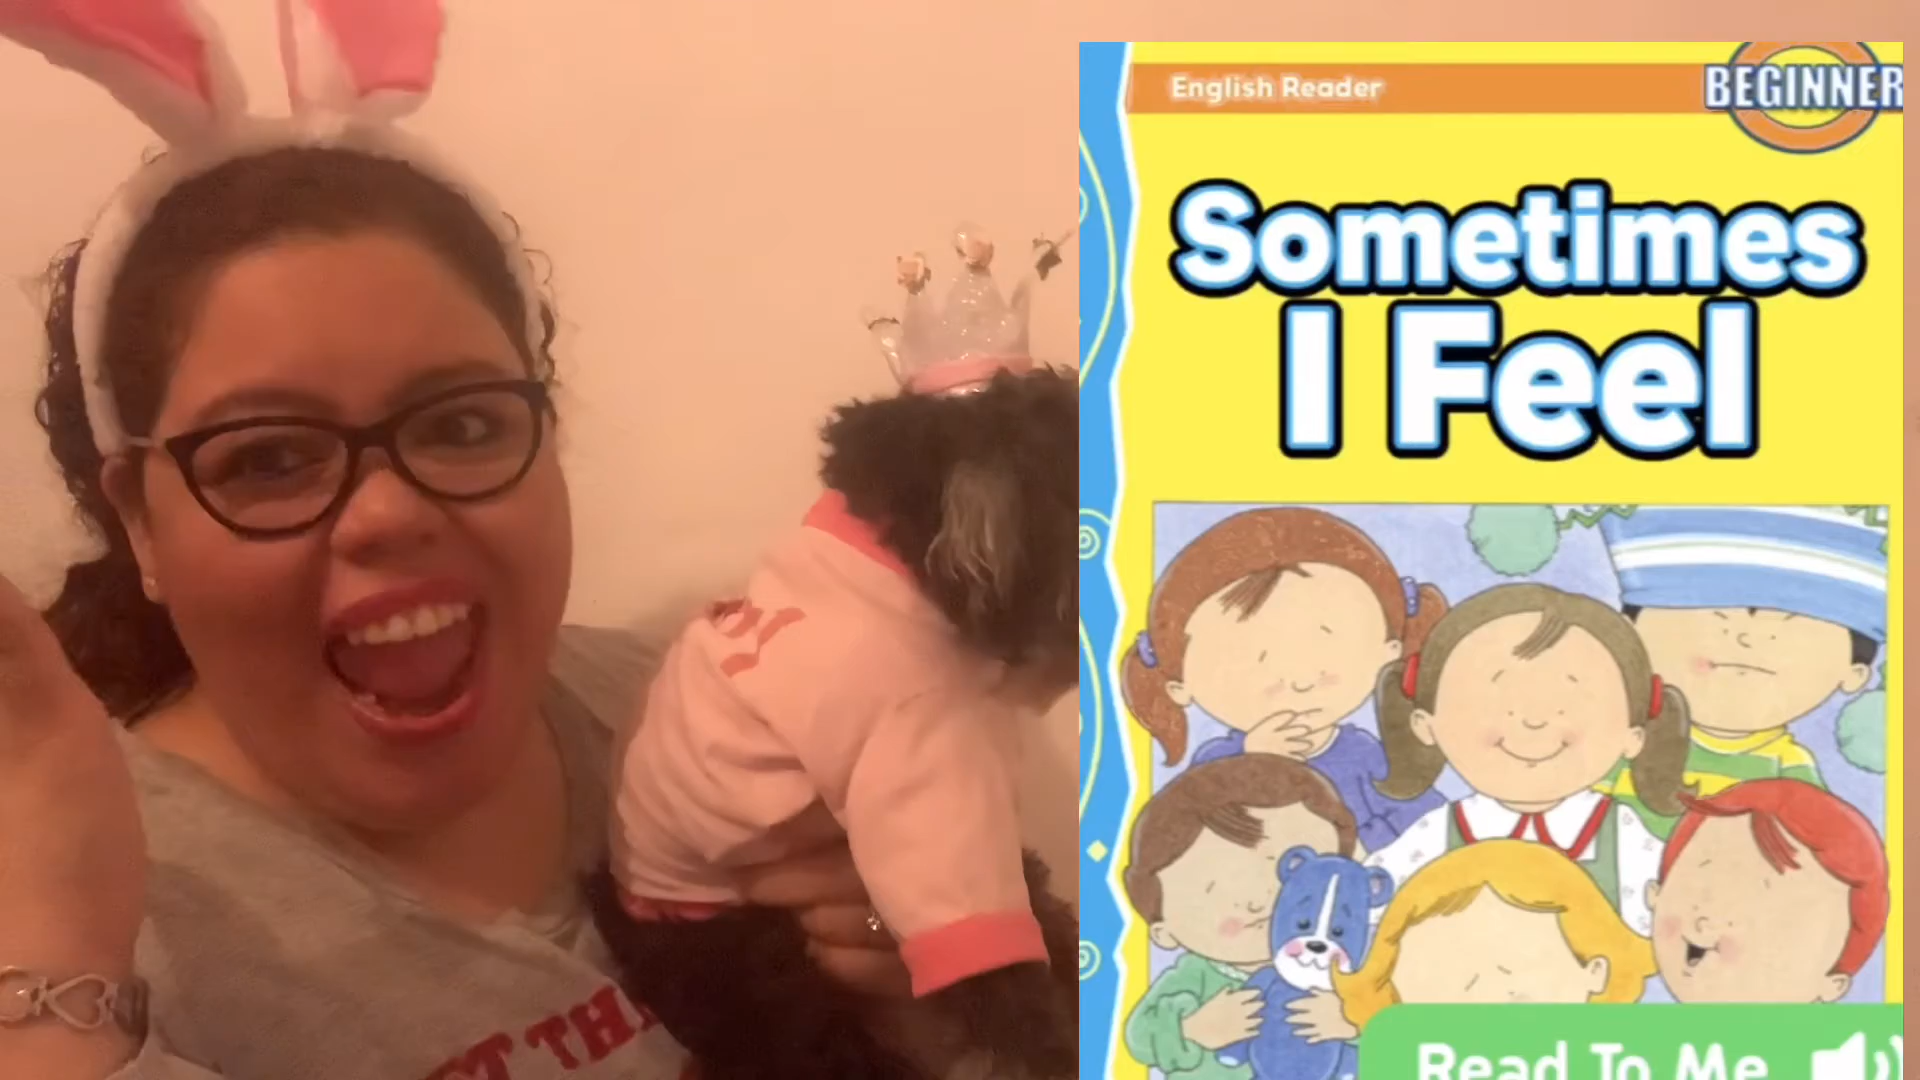 English Reader
BEGINNER
Sometimes
I Feel
Read To Me